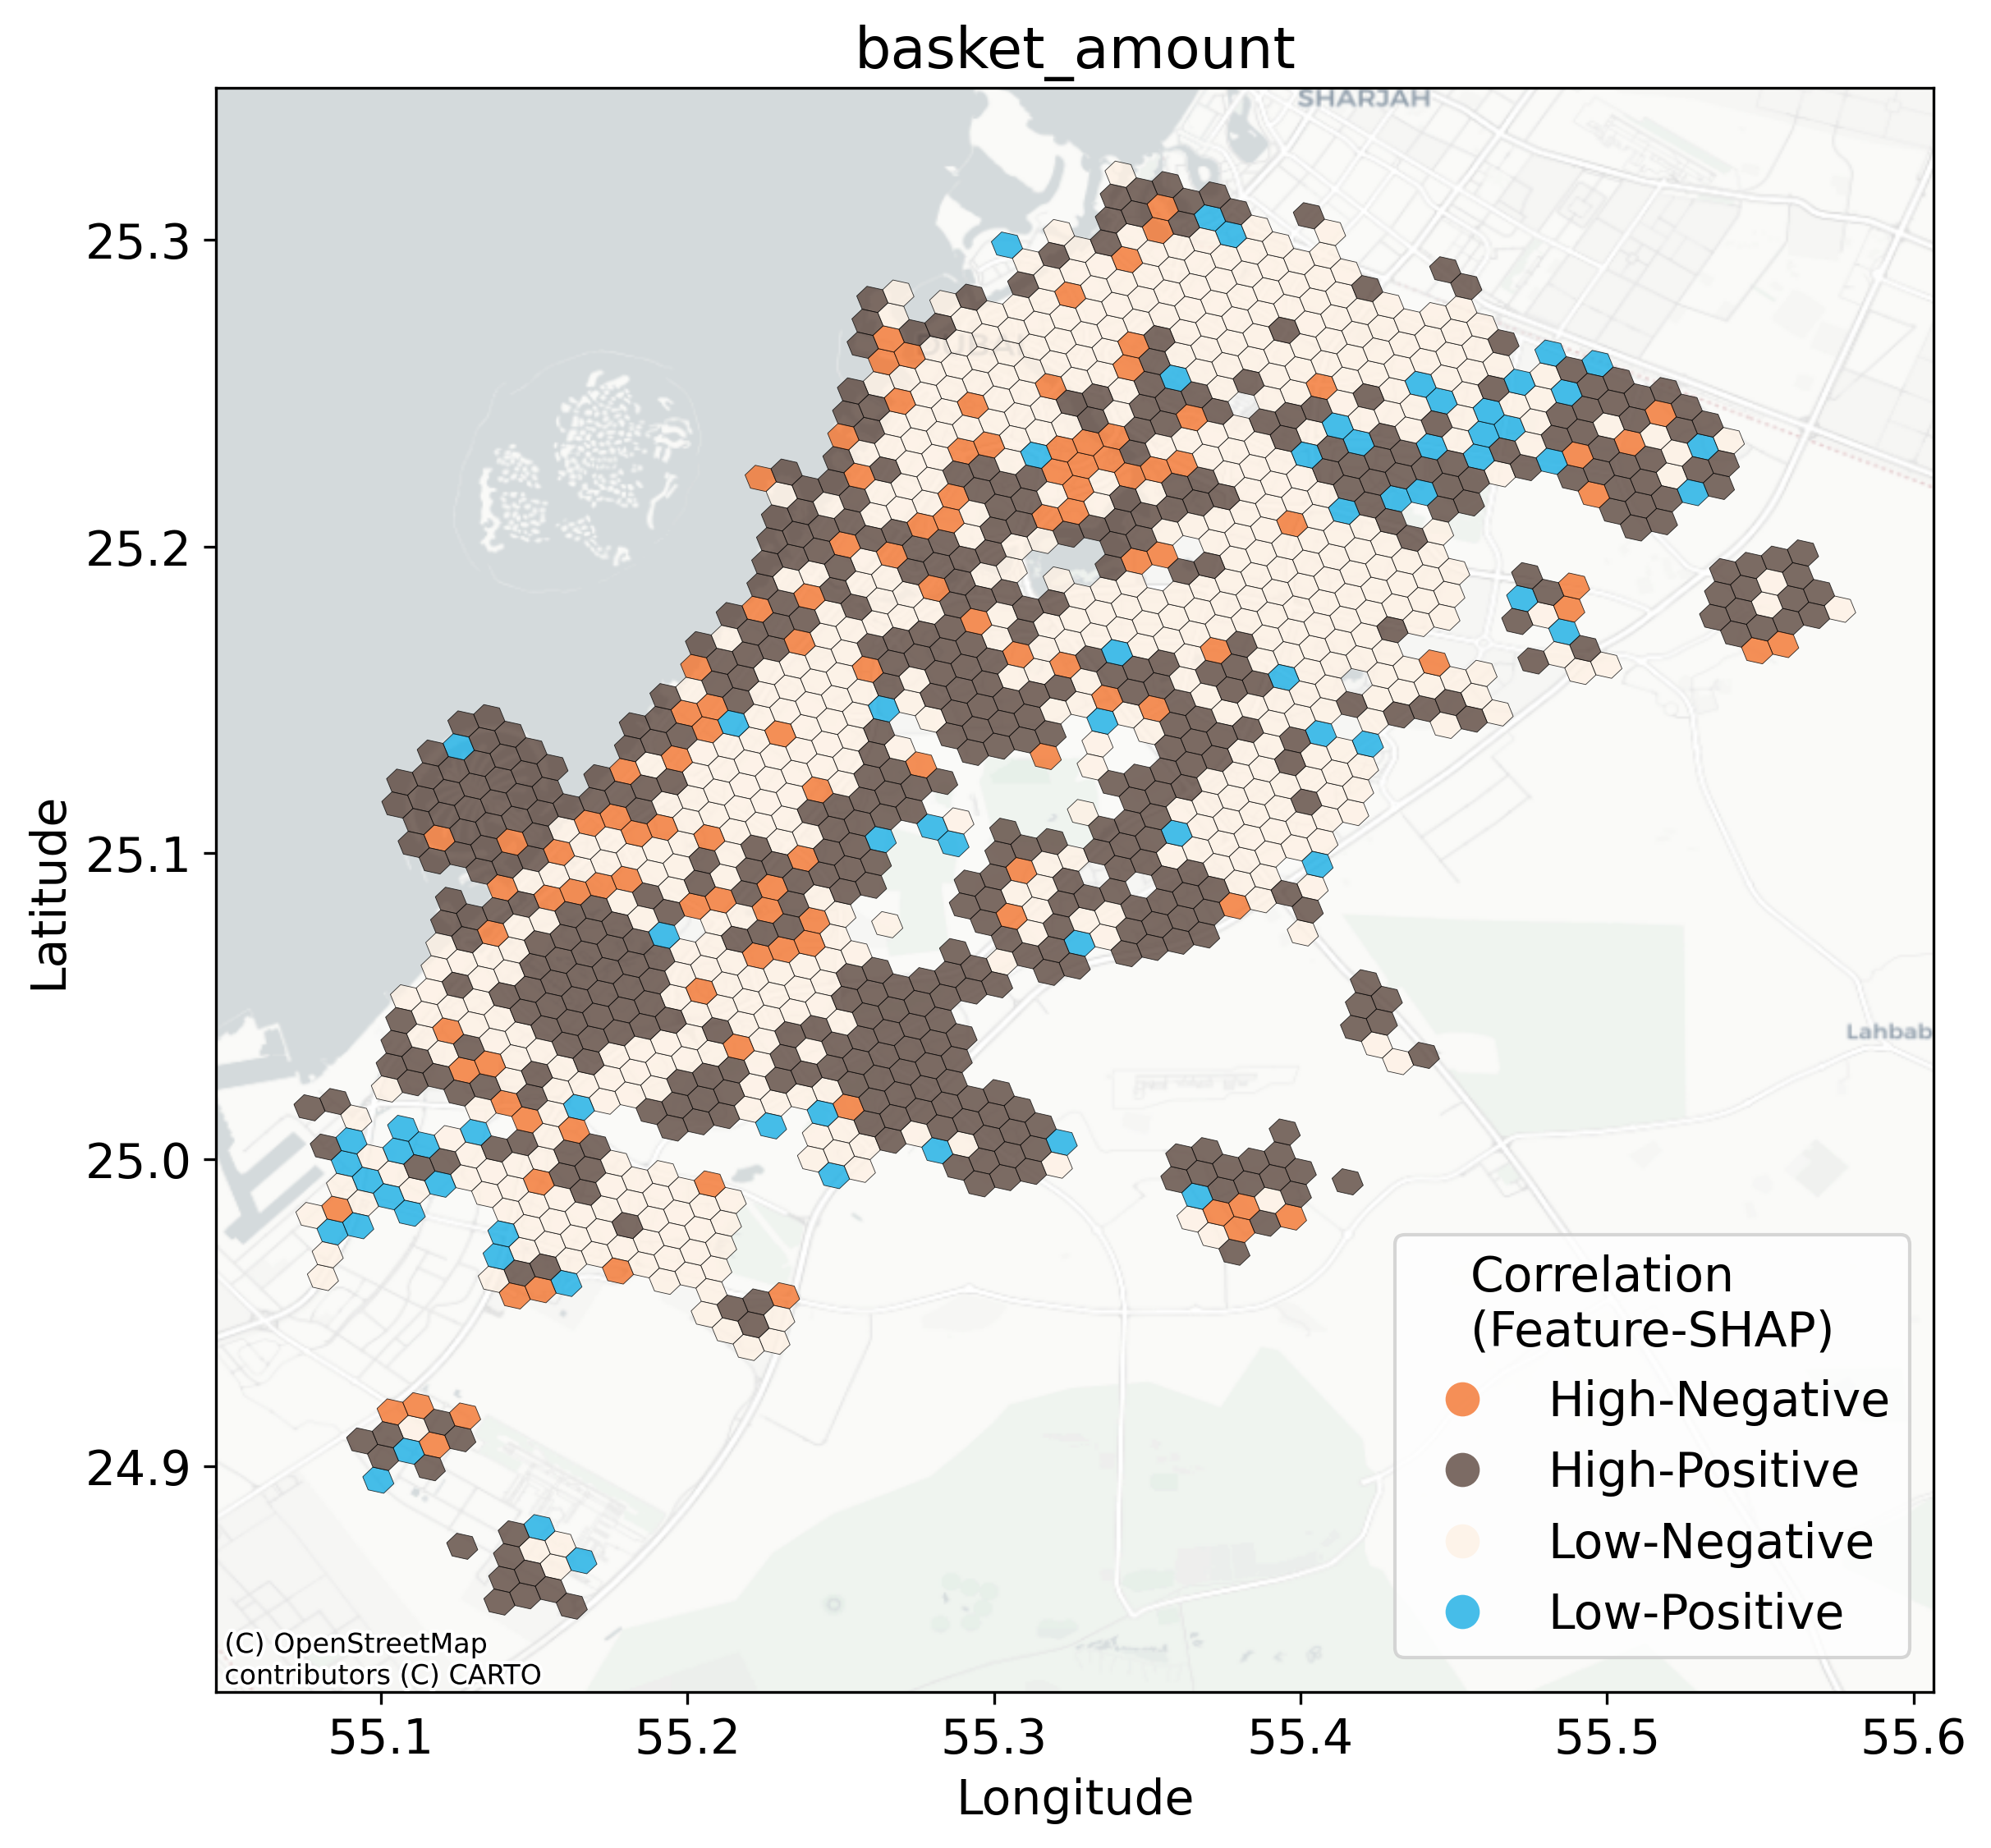 basket_amount
SHARJAH
25.3
DUBAI
25.2
25.1
Latitude
Lahbab
25.0
Correlation
(Feature-SHAP)
High-Negative
High-Positive
Low-Negative
Low-Positive
24.9
(C) OpenStreetMap
contributors (C) CARTO
55.1
55.2
55.3
55.4
55.5
55.6
Longitude